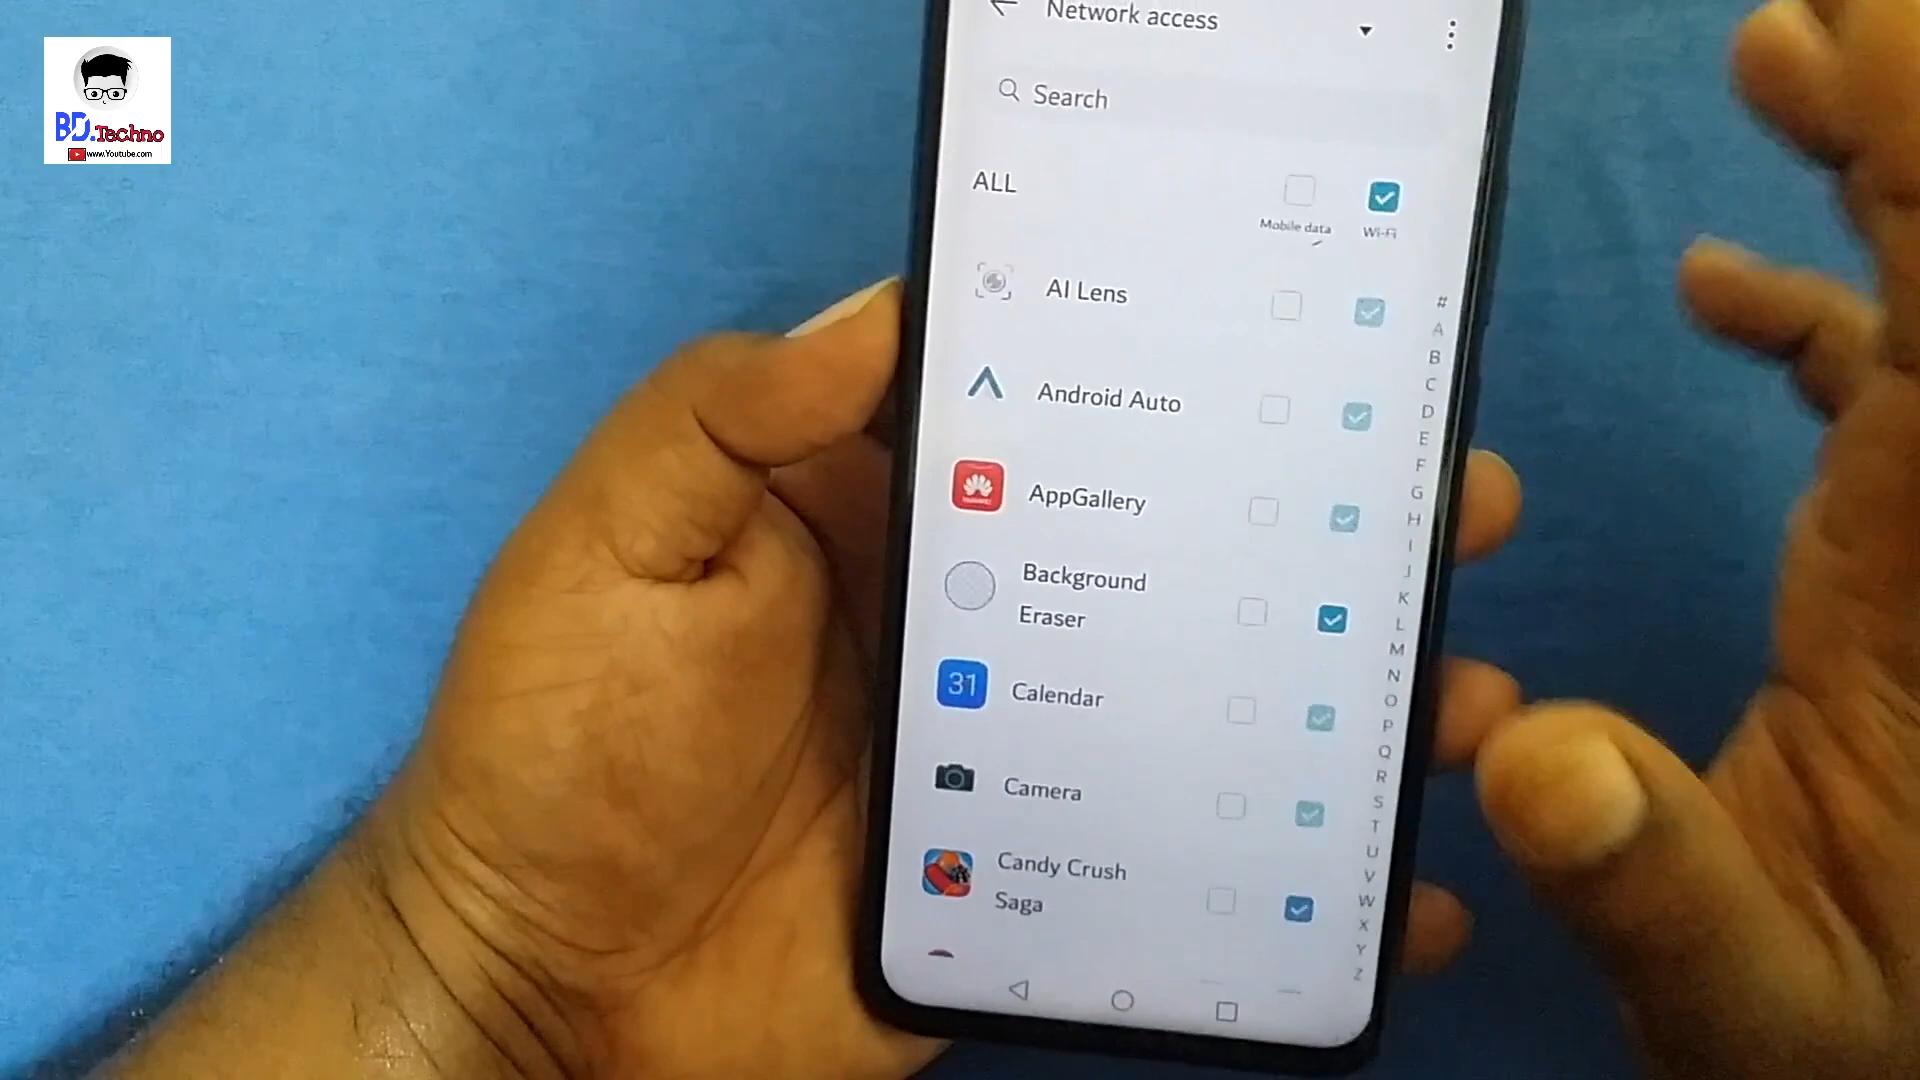 BD.Techno
www.Youtube.com
Network access
Search
ALL
Mobile data
Wi-Fi
AI Lens
Android Auto
AppGallery
HUAWEI
Background
Eraser
31
Calendar
Camera
Candy Crush
Saga
#
A
B
C
D
E
F
G
H
I
J
K
L
M
N
O
P
Q
R
S
T
U
V
W
X
Y
Z